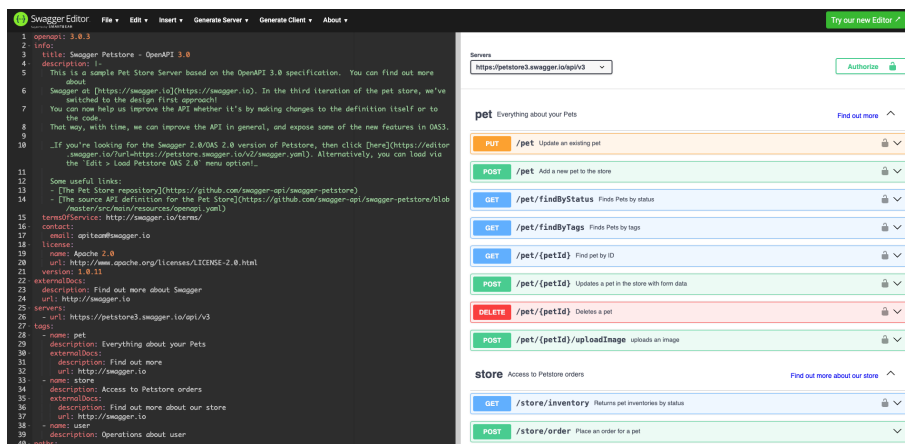 Swagger Editor
Supported by SMARTBEAR
File ▾ Edit ▾ Insert ▾ Generate Server ▾ Generate Client ▾ About ▾
Try our new Editor ↗
1 openapi: 3.0.3
2 info:
3 title: Swagger Petstore - OpenAPI 3.0
4 description: |-
5 This is a sample Pet Store Server based on the OpenAPI 3.0 specification. You can find out more
about
6 Swagger at [https://swagger.io](https://swagger.io). In the third iteration of the pet store, we've
switched to the design first approach!
7 You can now help us improve the API whether it's by making changes to the definition itself or to
the code.
8 That way, with time, we can improve the API in general, and expose some of the new features in OAS3.
9
10 _If you're looking for the Swagger 2.0/OAS 2.0 version of Petstore, then click [here](https://editor
.swagger.io/?url=https://petstore.swagger.io/v2/swagger.yaml). Alternatively, you can load via
the `Edit > Load Petstore OAS 2.0` menu option!_
11
12 Some useful links:
13 - [The Pet Store repository](https://github.com/swagger-api/swagger-petstore)
14 - [The source API definition for the Pet Store](https://github.com/swagger-api/swagger-petstore/blob
/master/src/main/resources/openapi.yaml)
15 termsOfService: http://swagger.io/terms/
16 contact:
17 email: apiteam@swagger.io
18 license:
19 name: Apache 2.0
20 url: http://www.apache.org/licenses/LICENSE-2.0.html
21 version: 1.0.11
22 externalDocs:
23 description: Find out more about Swagger
24 url: http://swagger.io
25 servers:
26 - url: https://petstore3.swagger.io/api/v3
27 tags:
28 - name: pet
29 description: Everything about your Pets
30 externalDocs:
31 description: Find out more
32 url: http://swagger.io
33 - name: store
34 description: Access to Petstore orders
35 externalDocs:
36 description: Find out more about our store
37 url: http://swagger.io
38 - name: user
39 description: Operations about user
40 paths:
Servers
https://petstore3.swagger.io/api/v3
Authorize
pet Everything about your Pets Find out more
PUT /pet Update an existing pet
POST /pet Add a new pet to the store
GET /pet/findByStatus Finds Pets by status
GET /pet/findByTags Finds Pets by tags
GET /pet/{petId} Find pet by ID
POST /pet/{petId} Updates a pet in the store with form data
DELETE /pet/{petId} Deletes a pet
POST /pet/{petId}/uploadImage uploads an image
store Access to Petstore orders Find out more about our store
GET /store/inventory Returns pet inventories by status
POST /store/order Place an order for a pet